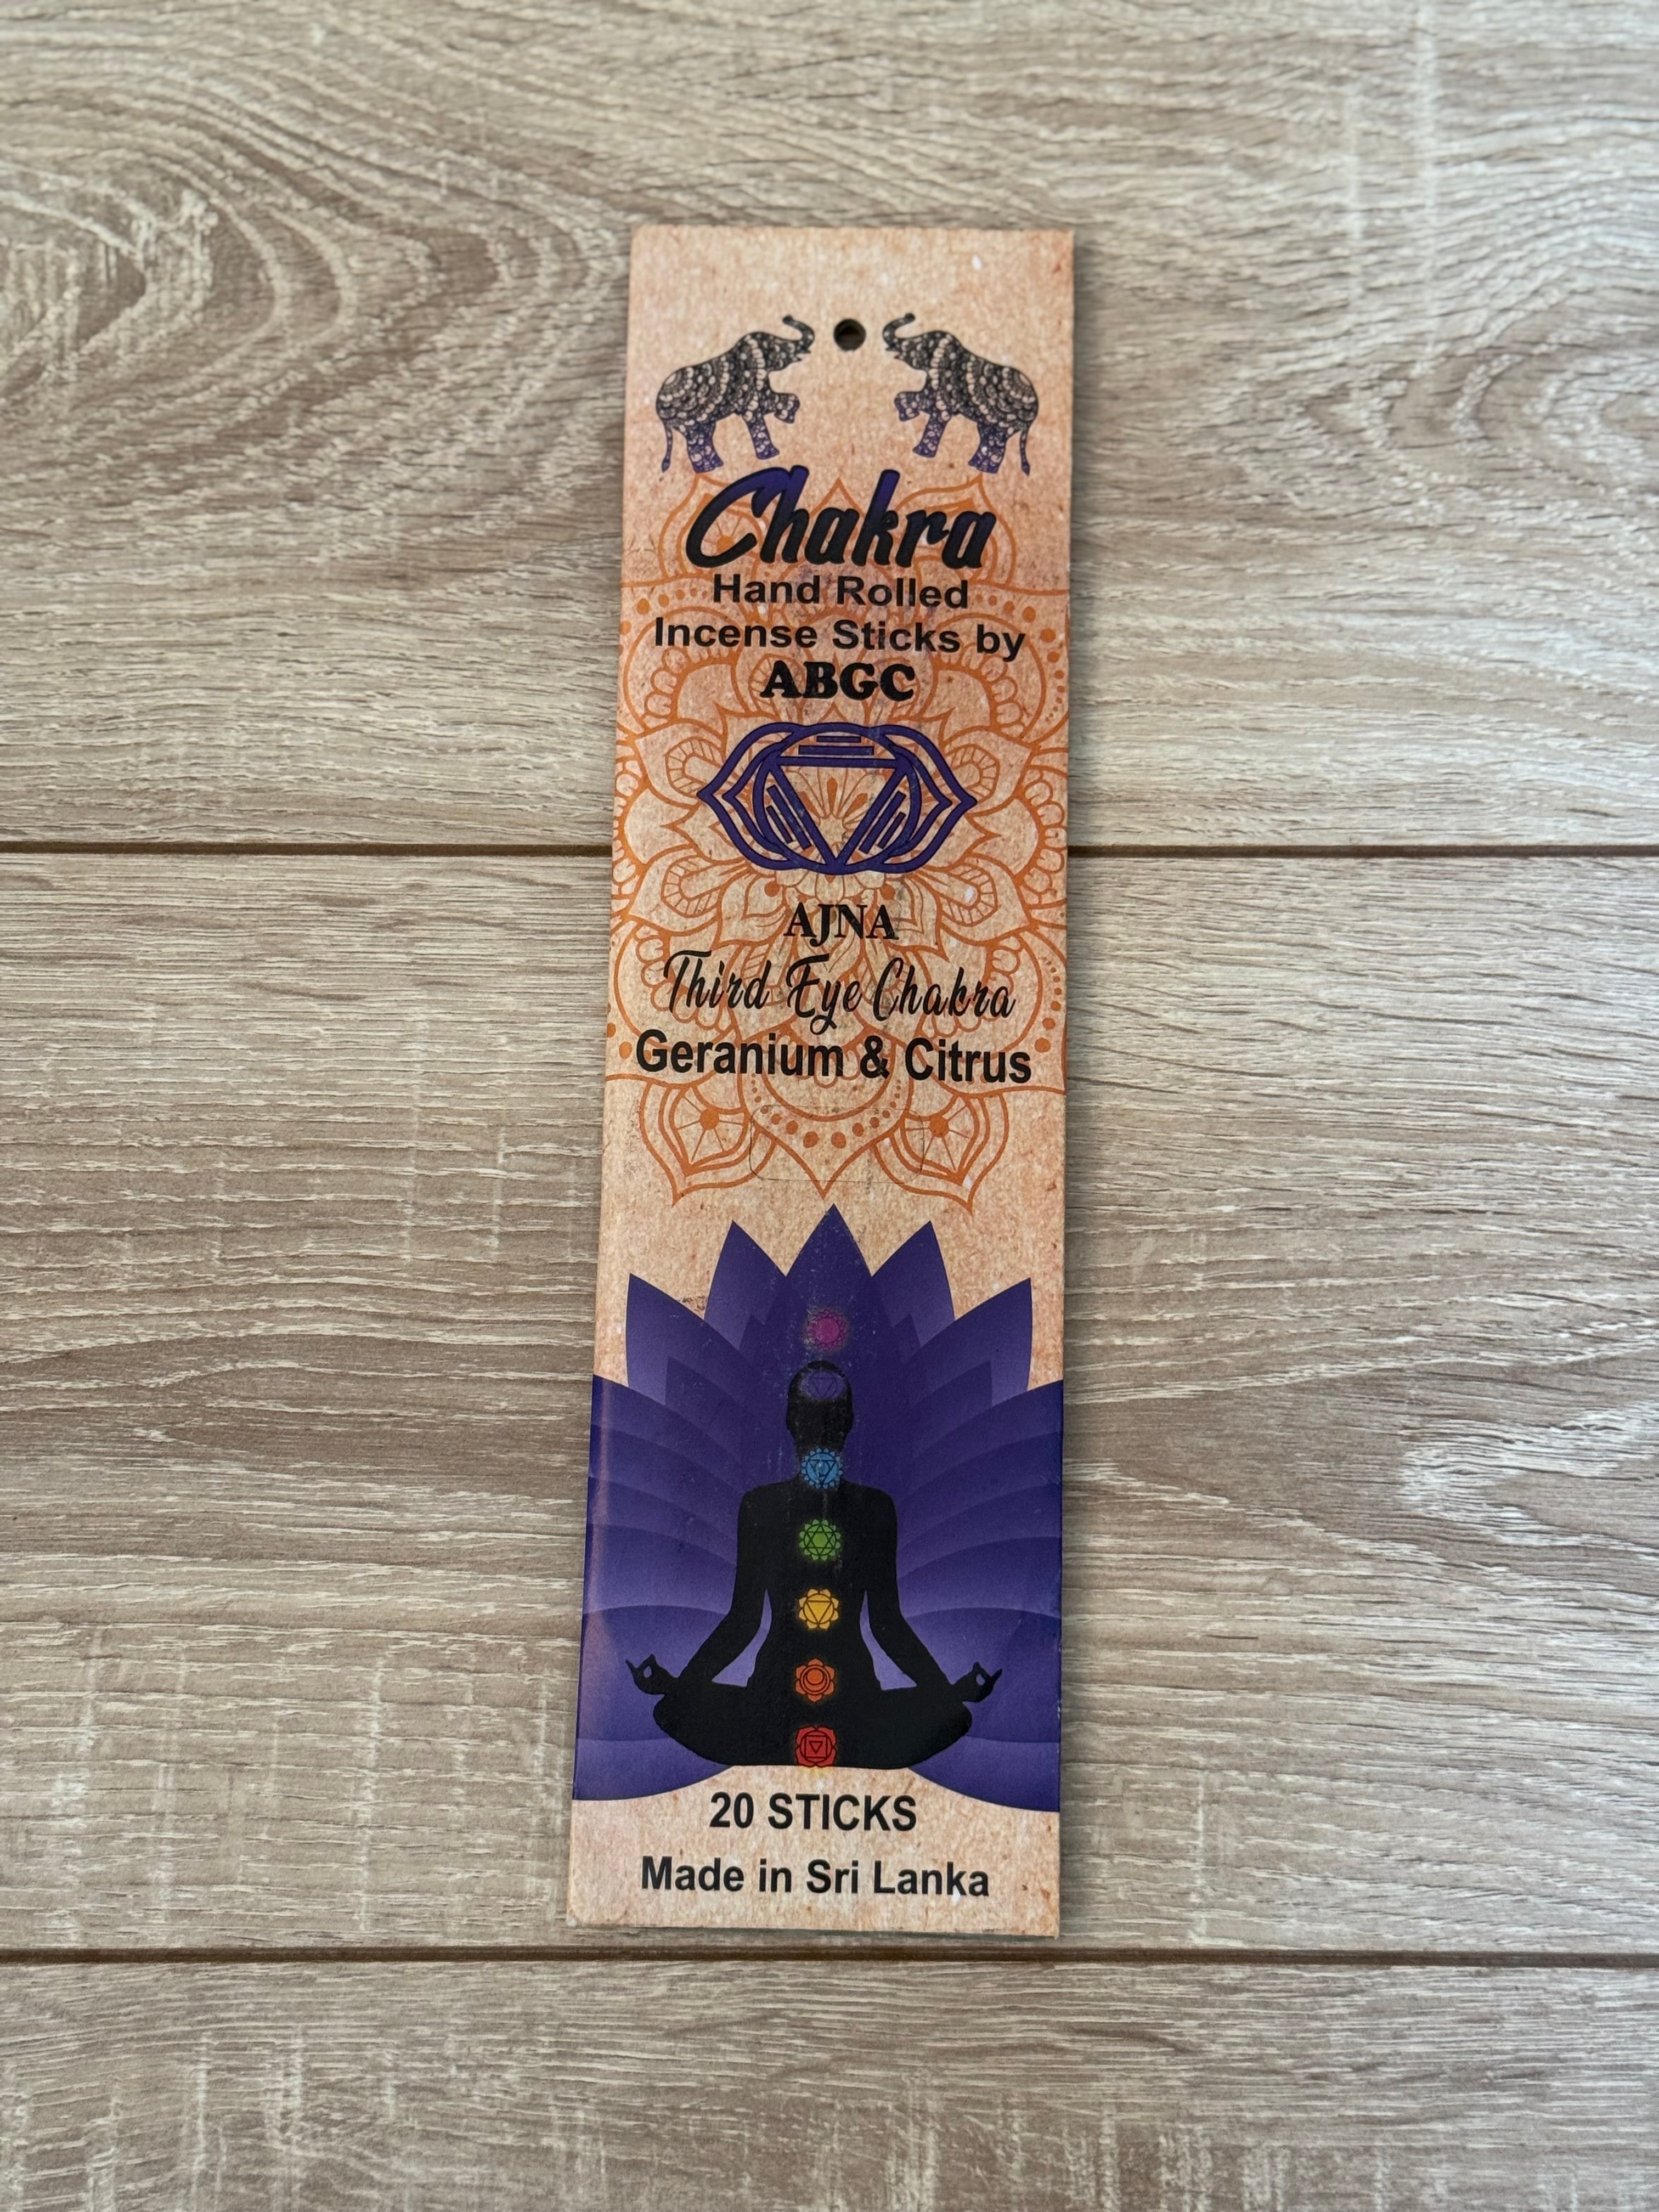 Chakra
Hand Rolled
Incense Sticks by
ABGC
AJNA
Third Eye Chakra
Geranium & Citrus
20 STICKS
Made in Sri Lanka